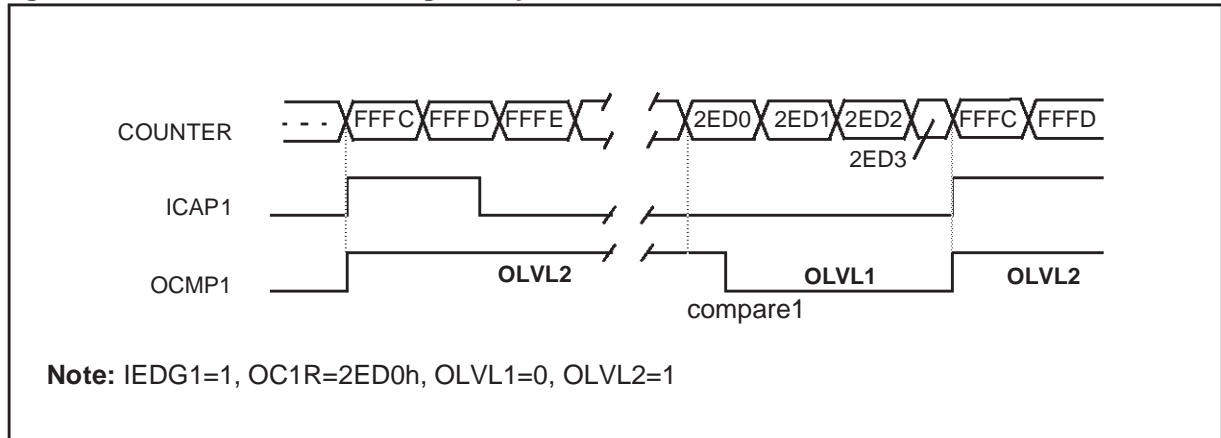 COUNTER - - - FFFC FFFD FFFE 2ED0 2ED1 2ED2 FFFC FFFD
2ED3
ICAP1
OCMP1 OLVL2 OLVL1 OLVL2
compare1
Note: IEDG1=1, OC1R=2ED0h, OLVL1=0, OLVL2=1